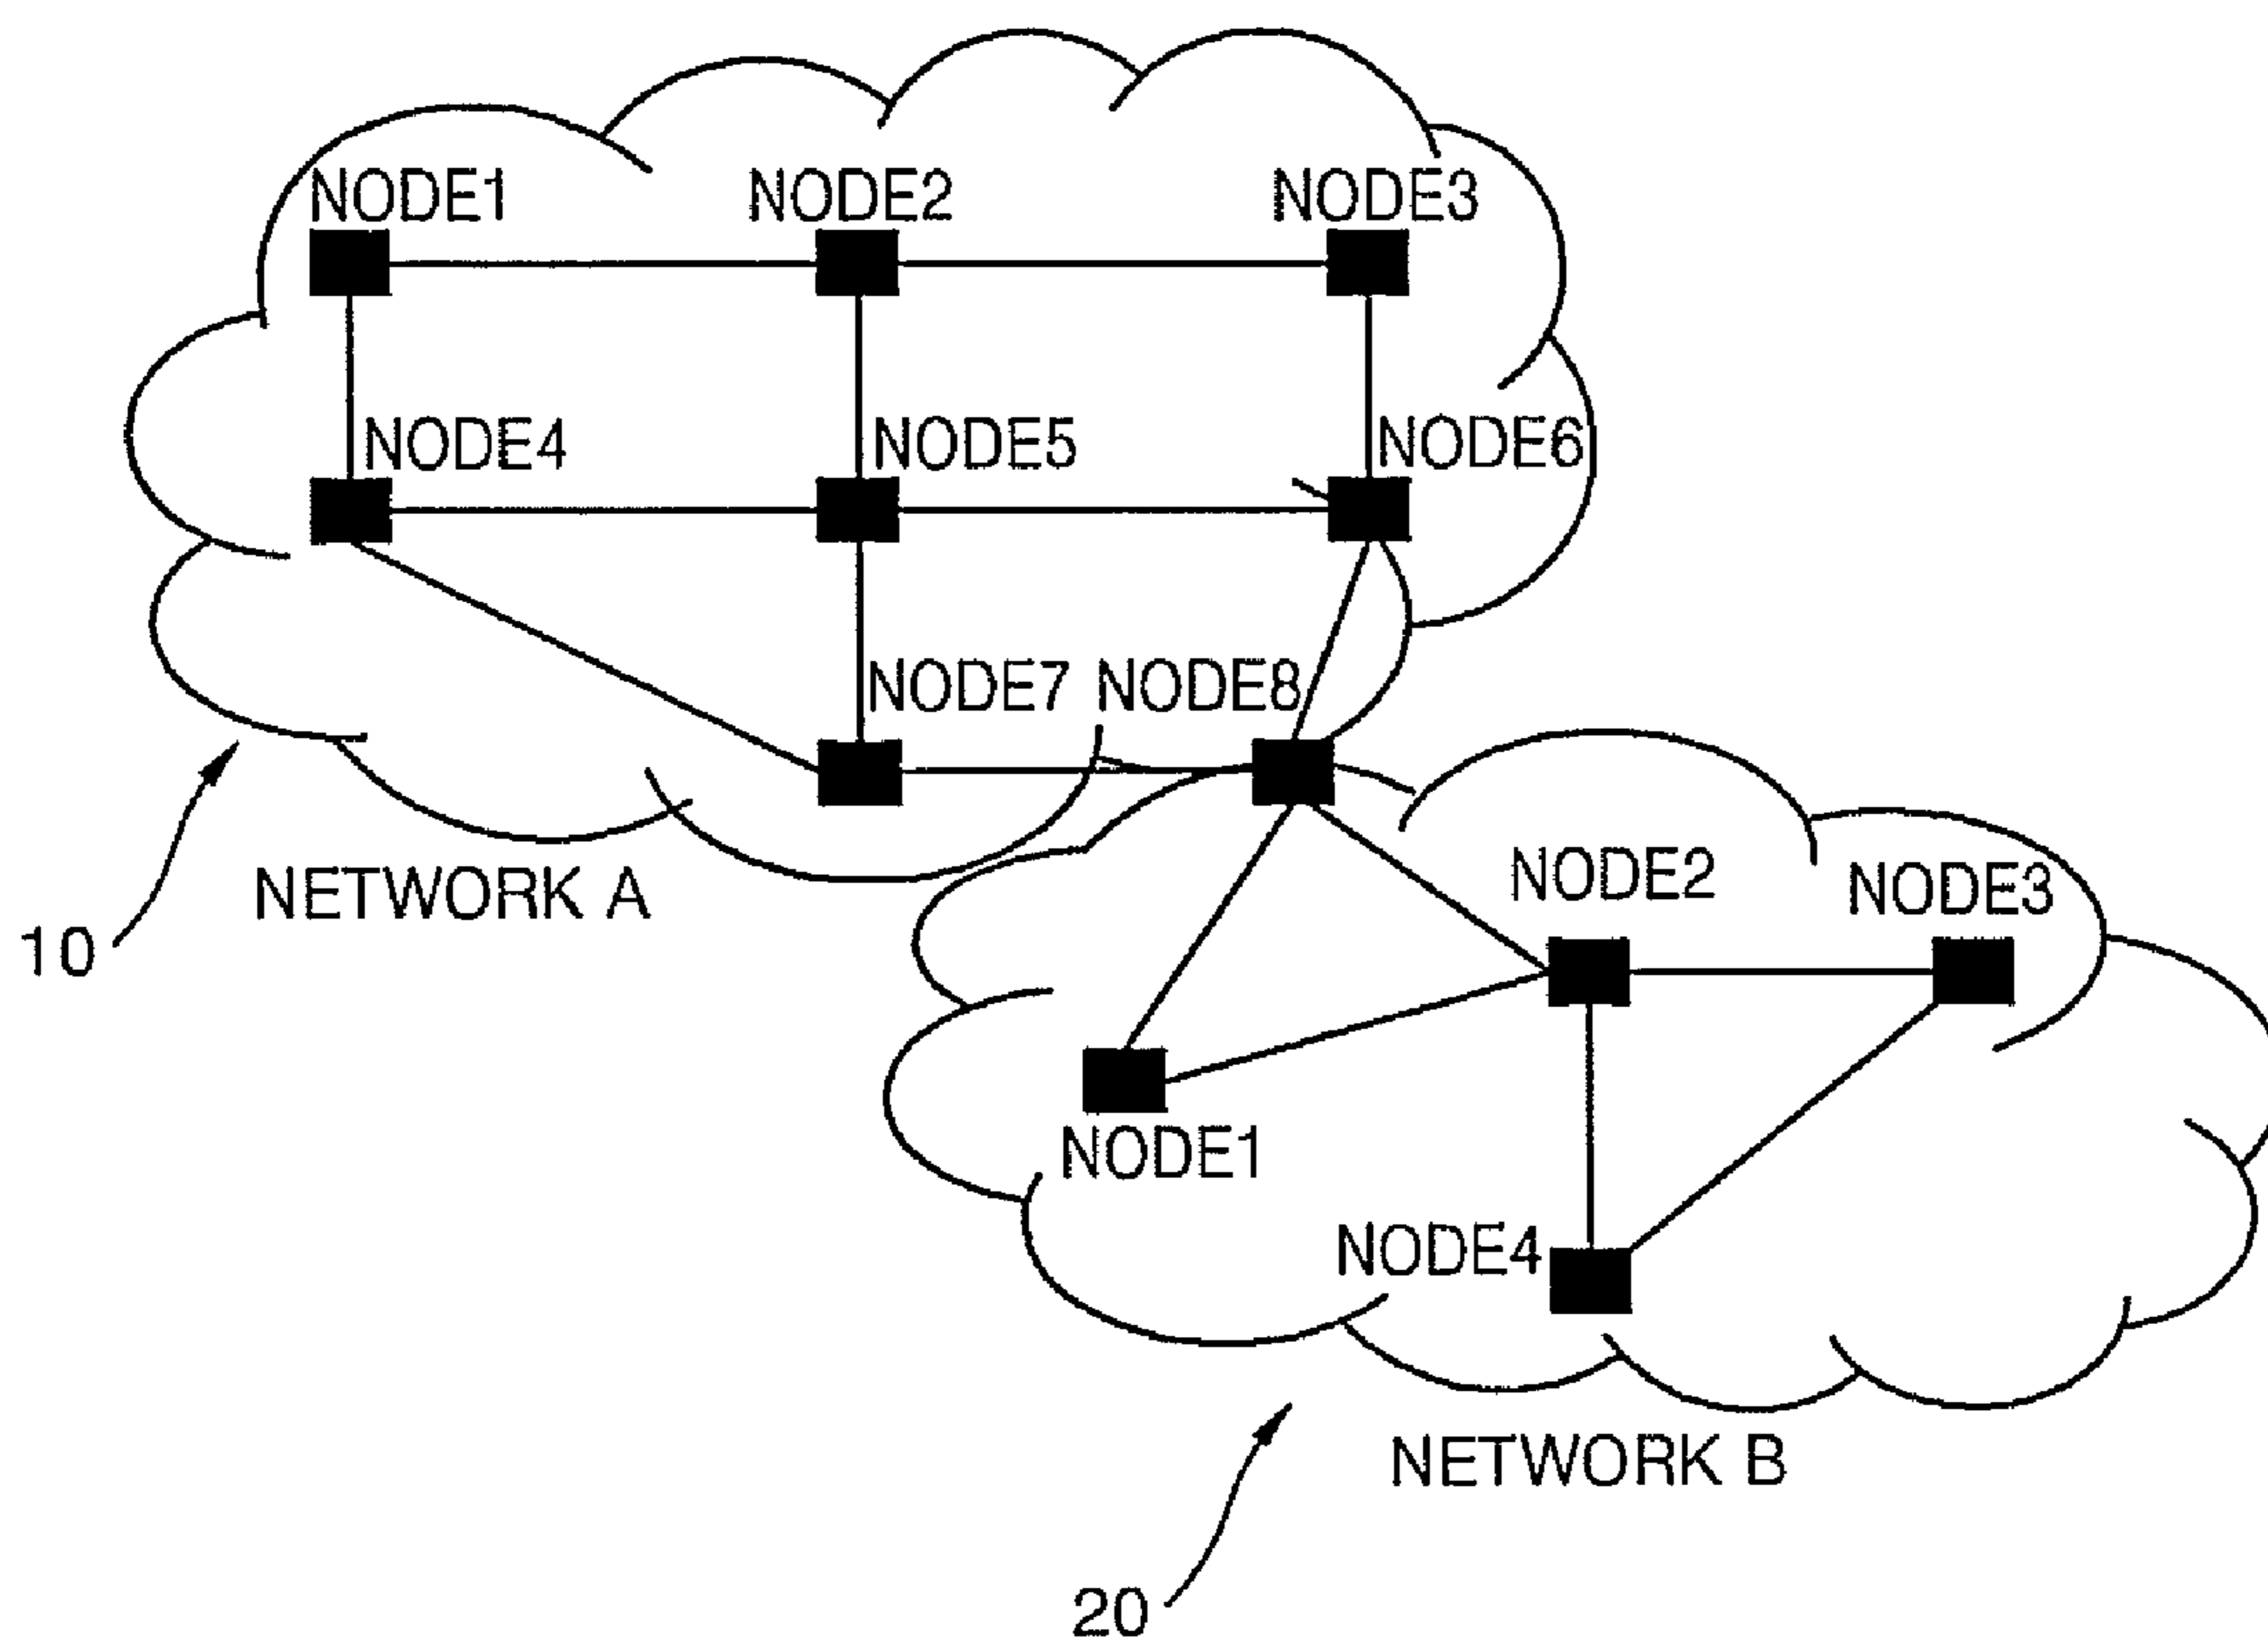 NODE1 NODE2 NODE3
NODE4 NODE5 NODE6
NODE7 NODE8
NETWORK A
10
NODE2 NODE3
NODE1
NODE4
NETWORK B
20